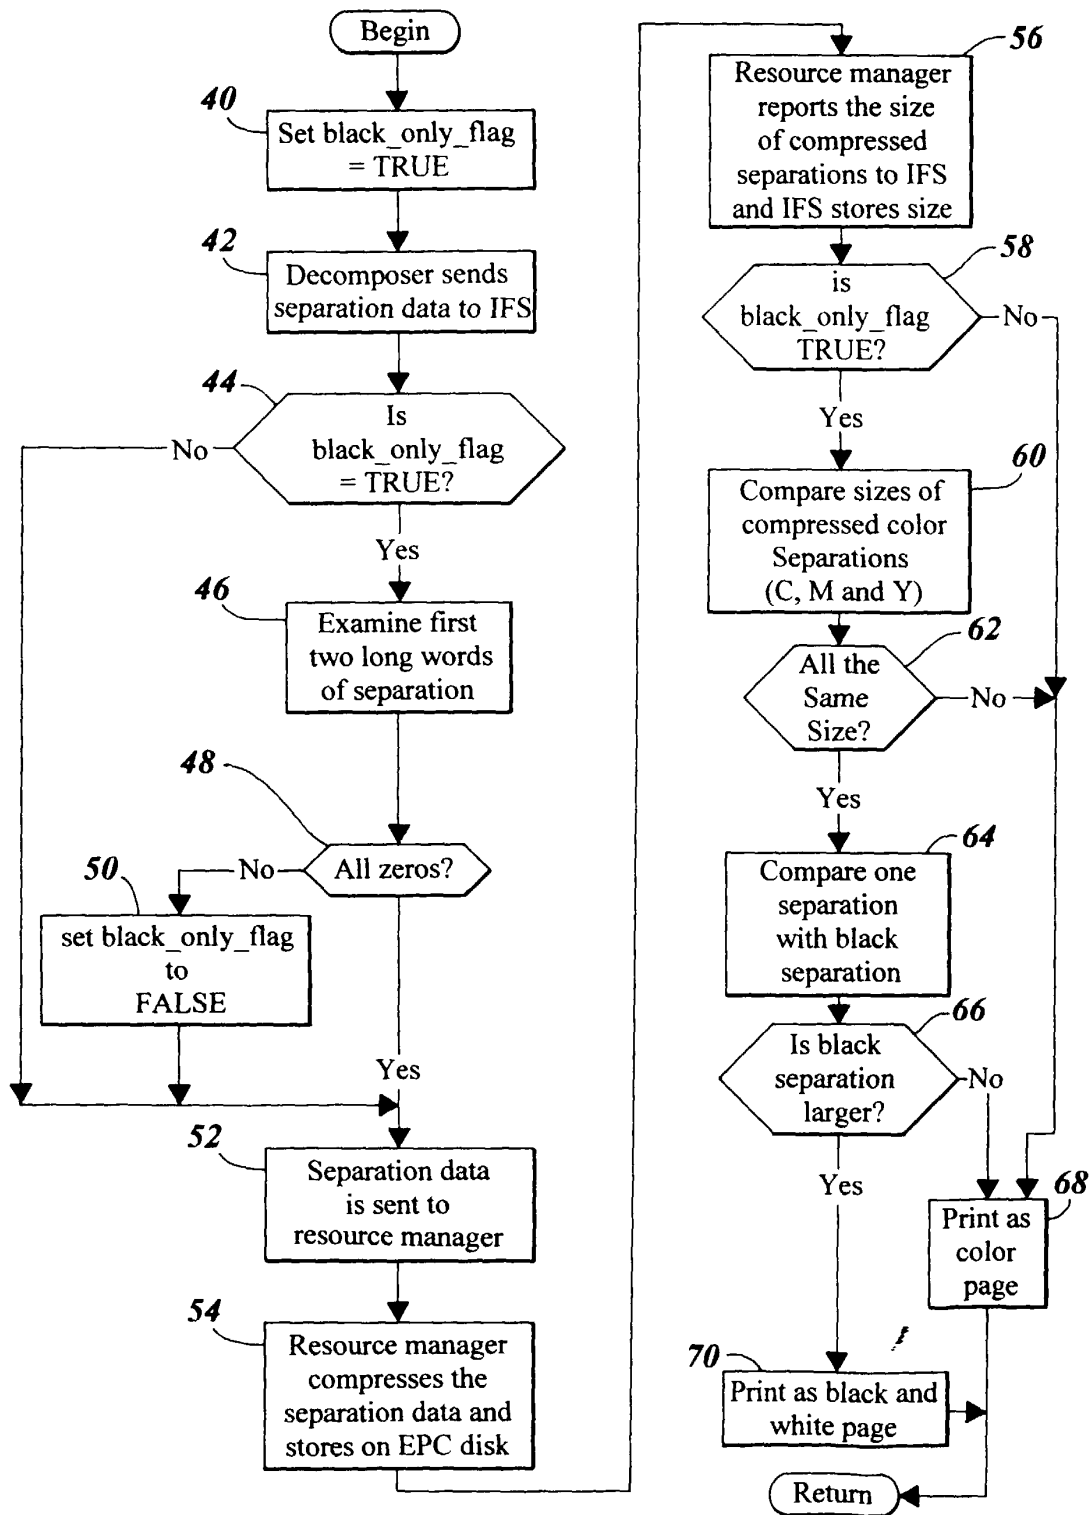 Begin
40
Set black_only_flag
= TRUE
42
Decomposer sends
separation data to IFS
44
Is
black_only_flag
= TRUE?
No
Yes
46
Examine first
two long words
of separation
48
All zeros?
No
50
set black_only_flag
to
FALSE
Yes
52
Separation data
is sent to
resource manager
54
Resource manager
compresses the
separation data and
stores on EPC disk
56
Resource manager
reports the size
of compressed
separations to IFS
and IFS stores size
58
is
black_only_flag
TRUE?
No
Yes
60
Compare sizes of
compressed color
Separations
(C, M and Y)
62
All the
Same
Size?
No
Yes
64
Compare one
separation
with black
separation
66
Is black
separation
larger?
No
Yes
68
Print as
color
page
70
Print as black and
white page
Return